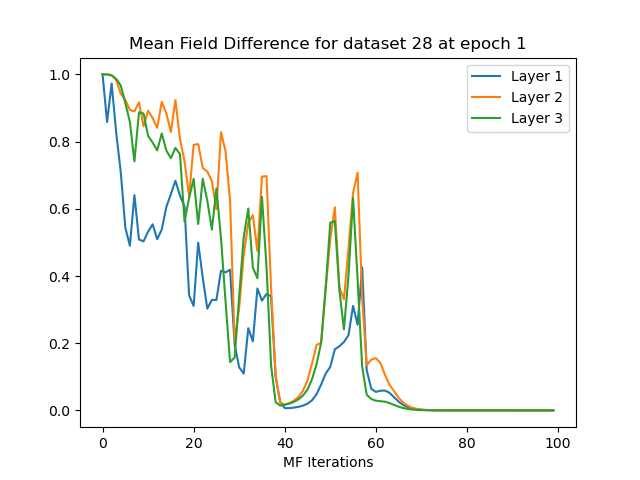 Mean Field Difference for dataset 28 at epoch 1
Layer 1
Layer 2
Layer 3
1.0
0.8
0.6
0.4
0.2
0.0
0 20 40 60 80 100
MF Iterations